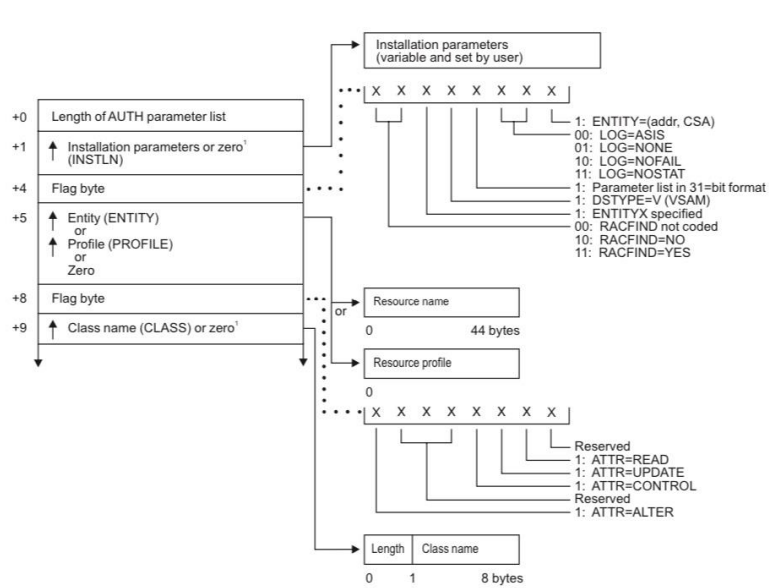 Installation parameters
(variable and set by user)
X X X X X X X X
+0 Length of AUTH parameter list
+1 ↑ Installation parameters or zero¹
(INSTLN)
+4 Flag byte
+5 ↑ Entity (ENTITY)
or
↑ Profile (PROFILE)
or
Zero
+8 Flag byte
+9 ↑ Class name (CLASS) or zero¹
1: ENTITY=(addr, CSA)
00: LOG=ASIS
01: LOG=NONE
10: LOG=NOFAIL
11: LOG=NOSTAT
1: Parameter list in 31=bit format
1: DSTYPE=V (VSAM)
1: ENTITYX specified
00: RACFIND not coded
10: RACFIND=NO
11: RACFIND=YES
or
Resource name
0 44 bytes
Resource profile
0
X X X X X X X X
Reserved
1: ATTR=READ
1: ATTR=UPDATE
1: ATTR=CONTROL
Reserved
1: ATTR=ALTER
Length Class name
0 1 8 bytes